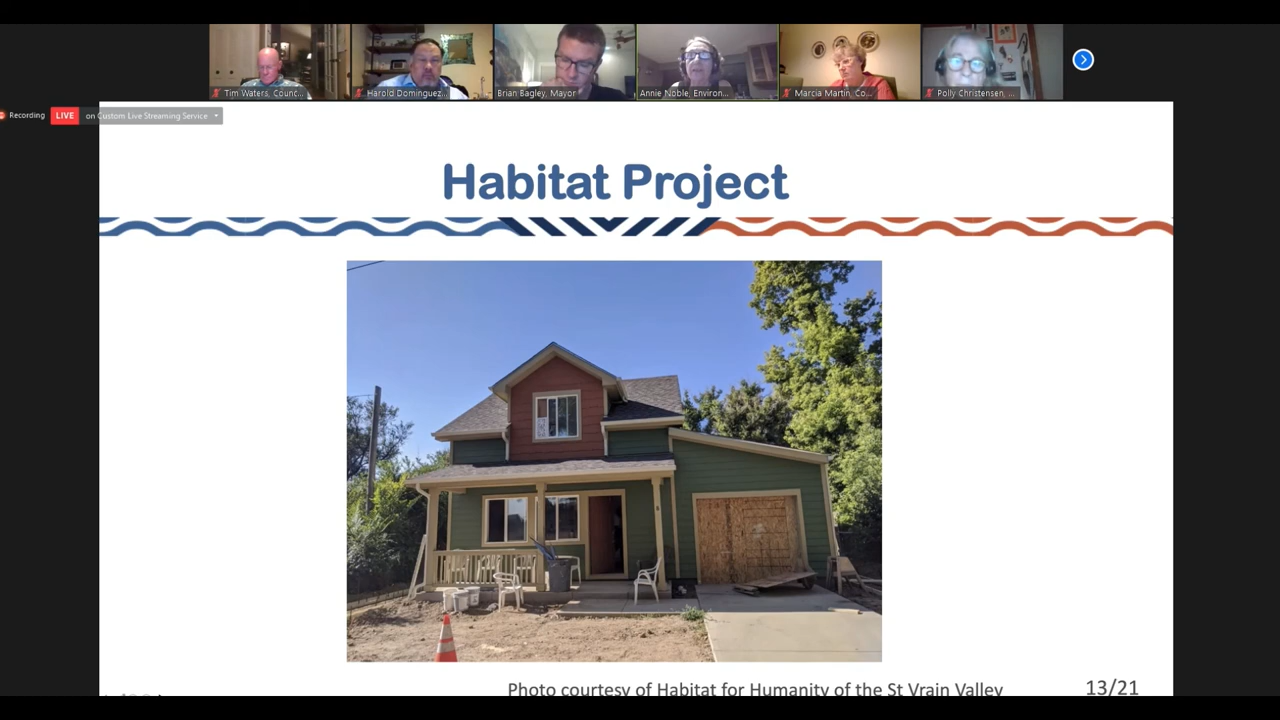 Tim Waters, Counc...
Harold Dominguez...
Brian Bagley, Mayor
Annie Noble, Environ...
Marcia Martin, Co...
Polly Christensen, ...
Recording
LIVE
on Custom Live Streaming Service
Habitat Project
Photo courtesy of Habitat for Humanity of the St Vrain Valley
13/21